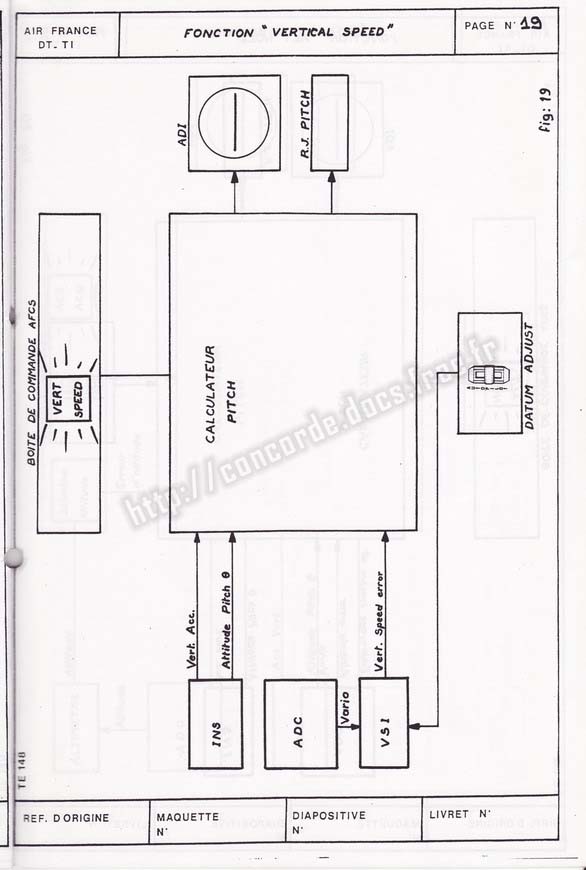 AIR FRANCE
DT. TI
FONCTION "VERTICAL SPEED"
PAGE N° 19
fig: 19
ADI
R.J. PITCH
BOITE DE COMMANDE AFCS
VERT
SPEED
CALCULATEUR
PITCH
DATUM ADJUST
http://concorde.docs.free.fr
Vert. Acc.
Attitude Pitch θ
Vert. Speed error
INS
ADC
Vario
VSI
TE 148
REF. D'ORIGINE
MAQUETTE
N°
DIAPOSITIVE
N°
LIVRET N°